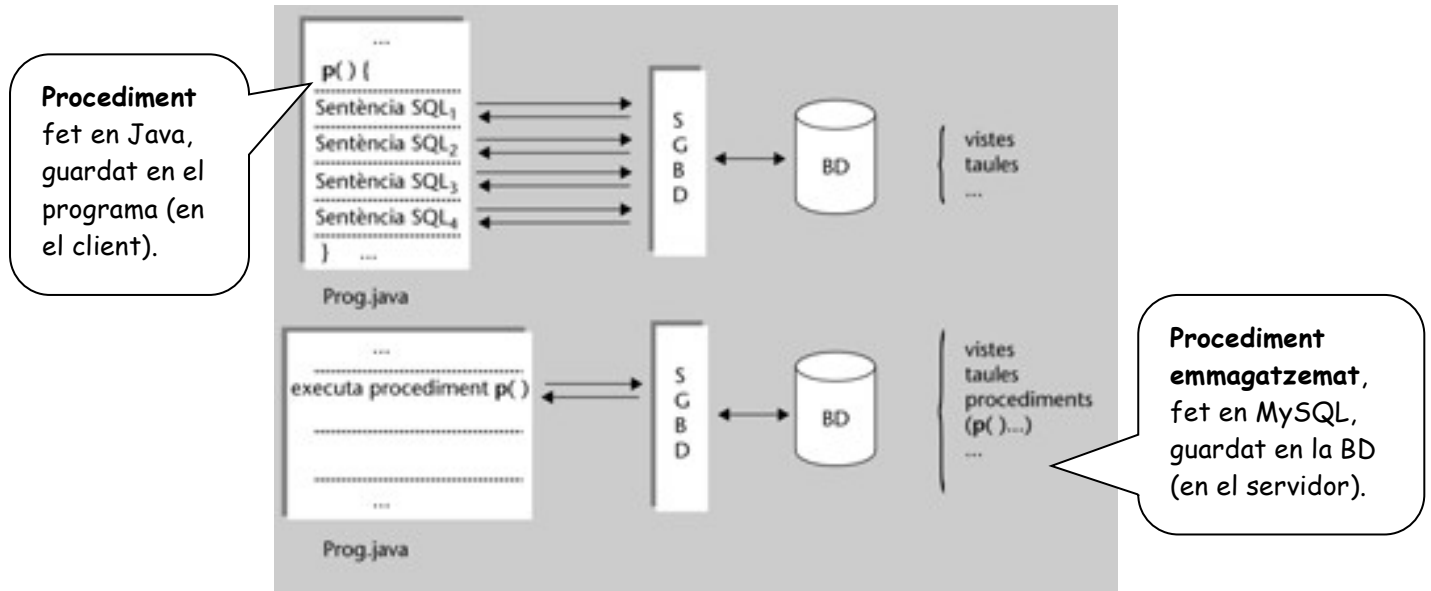 Procediment
fet en Java,
guardat en el
programa (en
el client).
...
p( ) {
Sentència SQL1
Sentència SQL2
Sentència SQL3
Sentència SQL4
} ...
Prog.java
S
G
B
D
BD
vistes
taules
...
...
executa procediment p( )
...
Prog.java
S
G
B
D
BD
vistes
taules
procediments
(p( )...)
...
Procediment
emmagatzemat,
fet en MySQL,
guardat en la BD
(en el servidor).